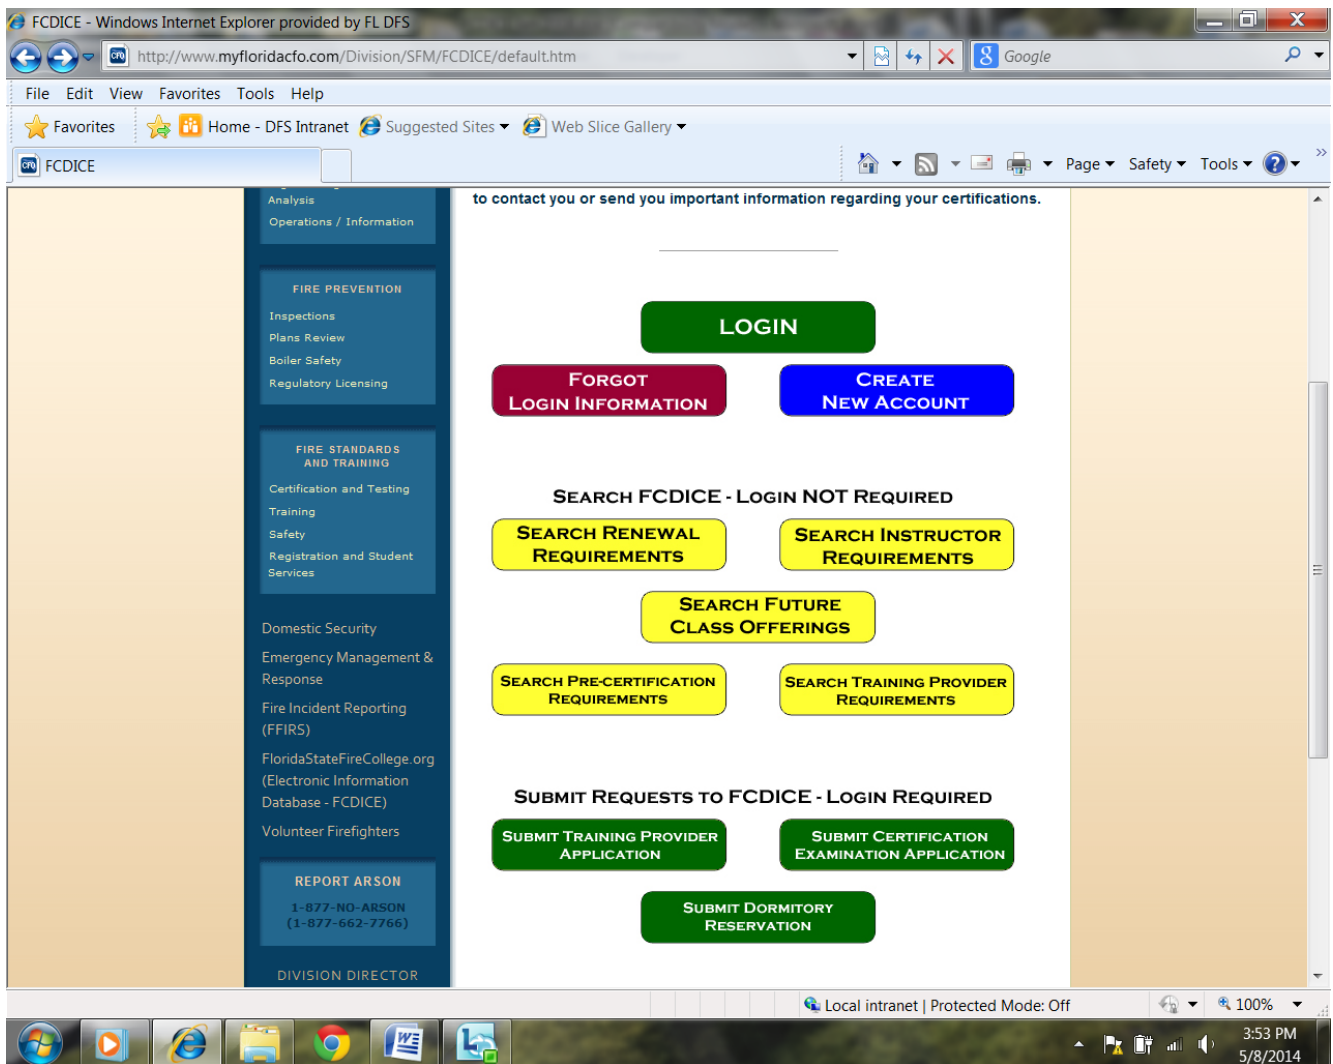 FCDICE - Windows Internet Explorer provided by FL DFS
http://www.myfloridacfo.com/Division/SFM/FCDICE/default.htm
Google
File Edit View Favorites Tools Help
Favorites Home - DFS Intranet Suggested Sites Web Slice Gallery
FCDICE
Page Safety Tools
Analysis
Operations / Information
FIRE PREVENTION
Inspections
Plans Review
Boiler Safety
Regulatory Licensing
FIRE STANDARDS
AND TRAINING
Certification and Testing
Training
Safety
Registration and Student
Services
Domestic Security
Emergency Management &
Response
Fire Incident Reporting
(FFIRS)
FloridaStateFireCollege.org
(Electronic Information
Database - FCDICE)
Volunteer Firefighters
REPORT ARSON
1-877-NO-ARSON
(1-877-662-7766)
DIVISION DIRECTOR
to contact you or send you important information regarding your certifications.
LOGIN
FORGOT
LOGIN INFORMATION
CREATE
NEW ACCOUNT
SEARCH FCDICE - LOGIN NOT REQUIRED
SEARCH RENEWAL
REQUIREMENTS
SEARCH INSTRUCTOR
REQUIREMENTS
SEARCH FUTURE
CLASS OFFERINGS
SEARCH PRE-CERTIFICATION
REQUIREMENTS
SEARCH TRAINING PROVIDER
REQUIREMENTS
SUBMIT REQUESTS TO FCDICE - LOGIN REQUIRED
SUBMIT TRAINING PROVIDER
APPLICATION
SUBMIT CERTIFICATION
EXAMINATION APPLICATION
SUBMIT DORMITORY
RESERVATION
Local intranet | Protected Mode: Off
100%
3:53 PM
5/8/2014